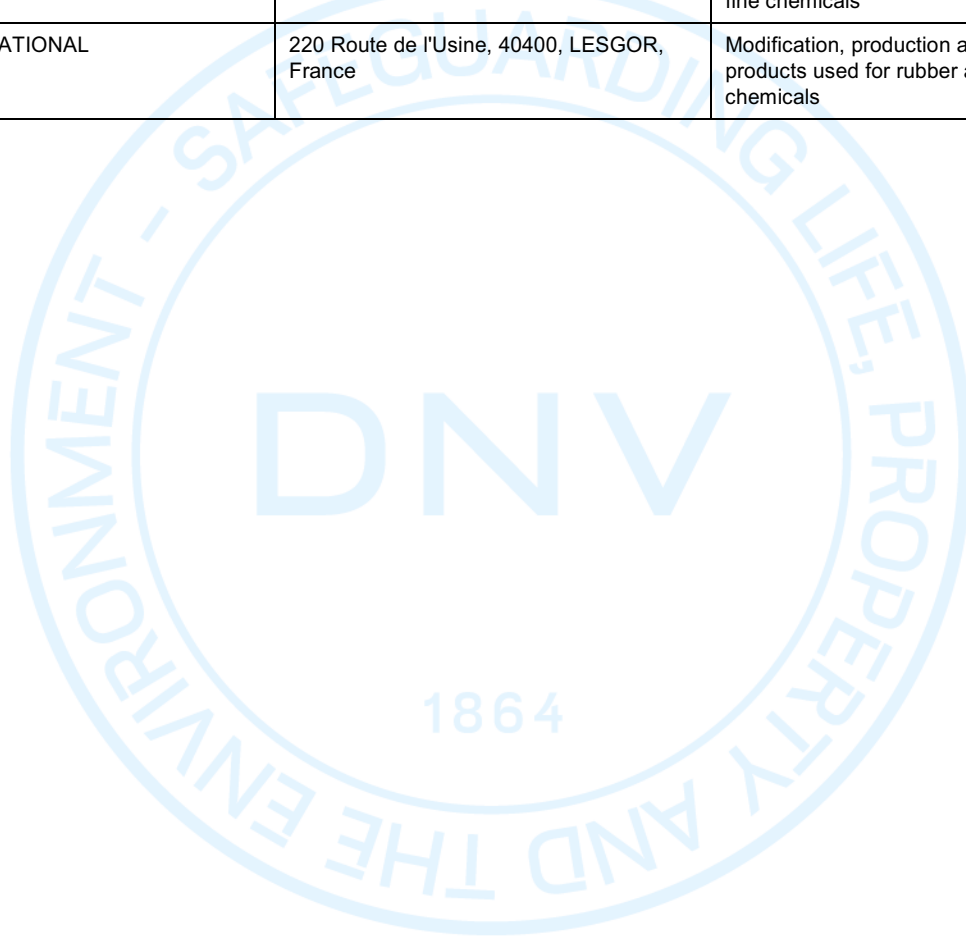 fine chemicals
ATIONAL
220 Route de l'Usine, 40400, LESGOR,
France
Modification, production a
products used for rubber a
chemicals
SAFEGUARDING LIFE, PROPERTY AND THE ENVIRONMENT -
DNV
1864